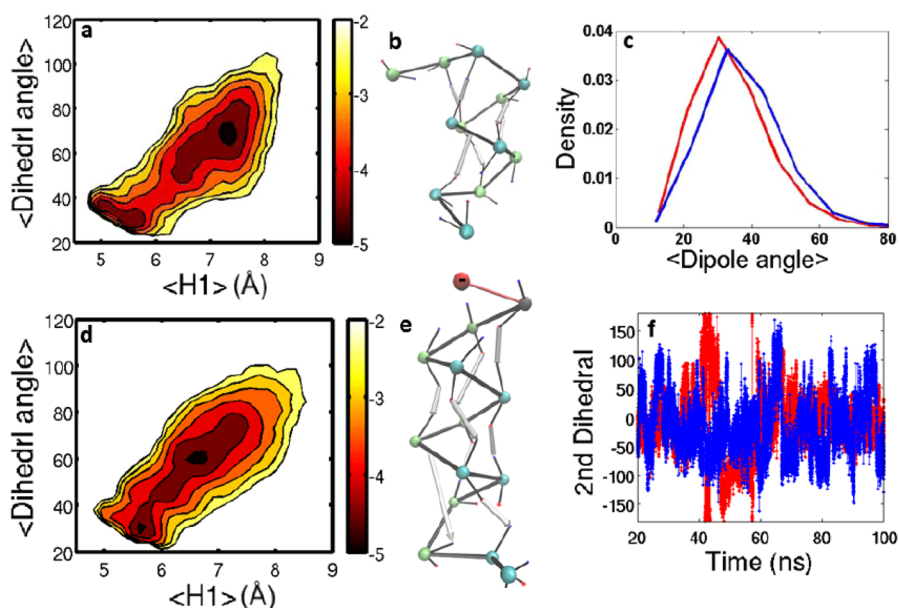 a
120
100
80
60
40
20
<Dihedrl angle>
5 6 7 8 9
<H1> (Å)
-2
-3
-4
-5
b
c
0.04
0.03
0.02
0.01
0.00
Density
0 20 40 60 80
<Dipole angle>
d
120
100
80
60
40
20
<Dihedrl angle>
5 6 7 8 9
<H1> (Å)
-2
-3
-4
-5
e
-
f
150
100
50
0
-50
-100
-150
2nd Dihedral
20 40 60 80 100
Time (ns)